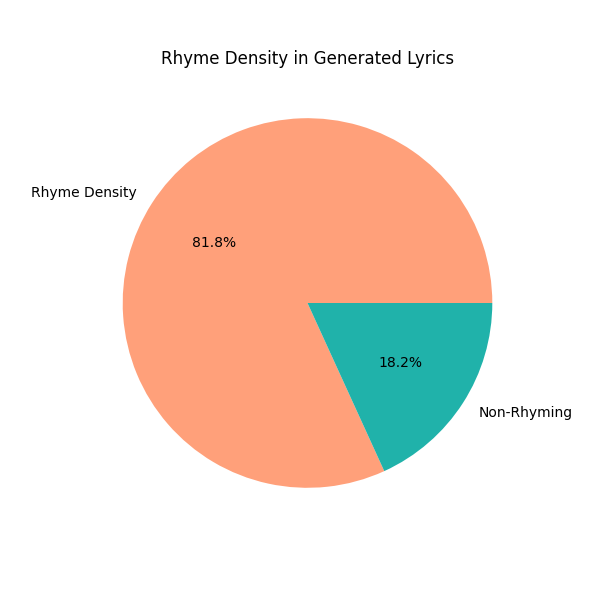 Rhyme Density in Generated Lyrics
Rhyme Density
81.8%
18.2%
Non-Rhyming